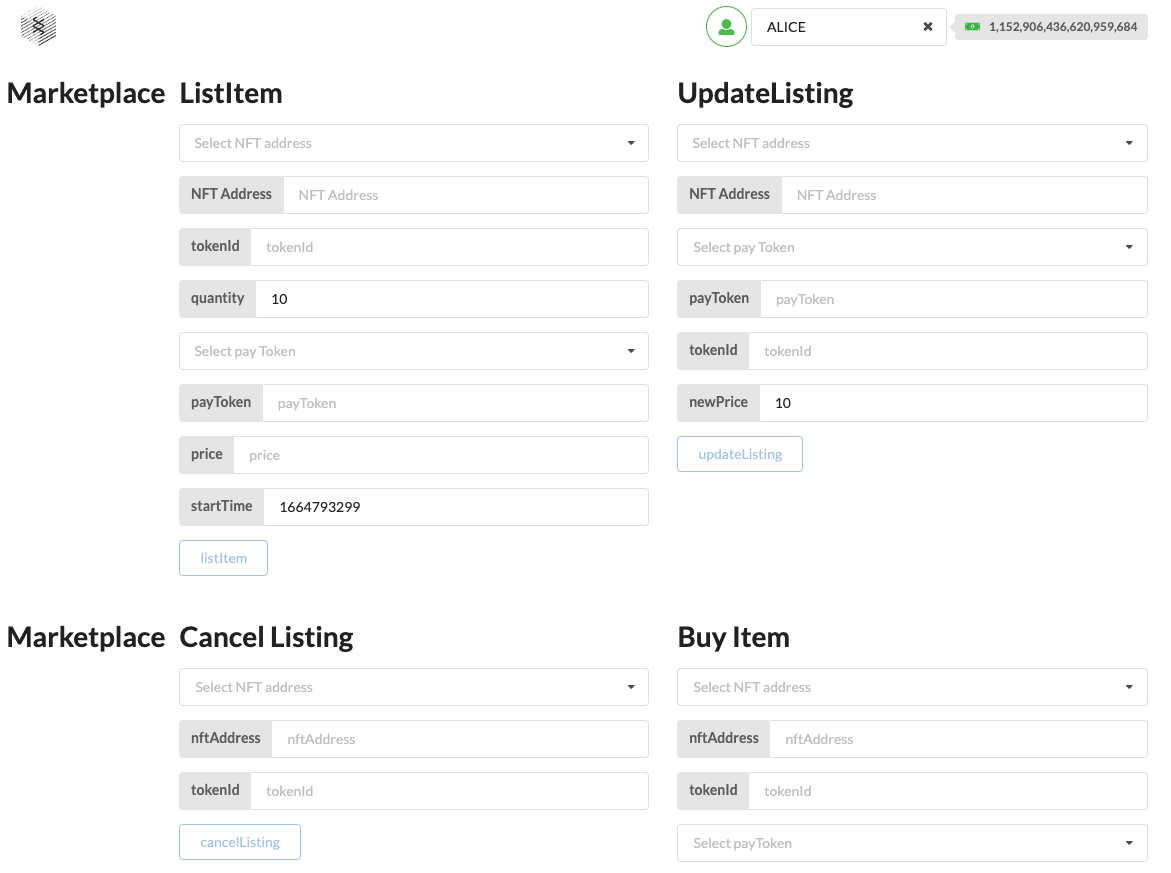 ALICE
1,152,906,436,620,959,684
Marketplace
ListItem
Select NFT address
NFT Address NFT Address
tokenId tokenId
quantity 10
Select pay Token
payToken payToken
price price
startTime 1664793299
listItem
UpdateListing
Select NFT address
NFT Address NFT Address
Select pay Token
payToken payToken
tokenId tokenId
newPrice 10
updateListing
Marketplace
Cancel Listing
Select NFT address
nftAddress nftAddress
tokenId tokenId
cancelListing
Buy Item
Select NFT address
nftAddress nftAddress
tokenId tokenId
Select payToken